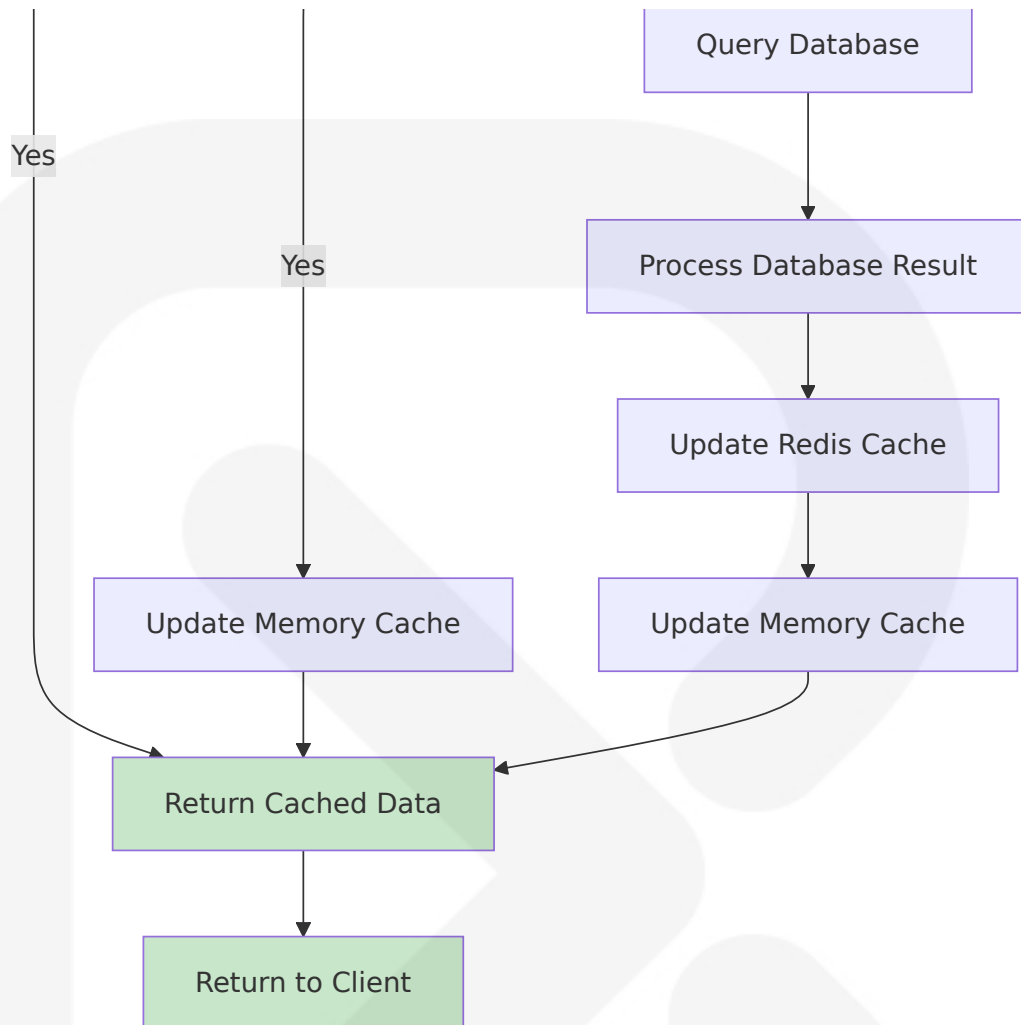 Query Database
Yes
Yes
Process Database Result
Update Redis Cache
Update Memory Cache
Update Memory Cache
Return Cached Data
Return to Client